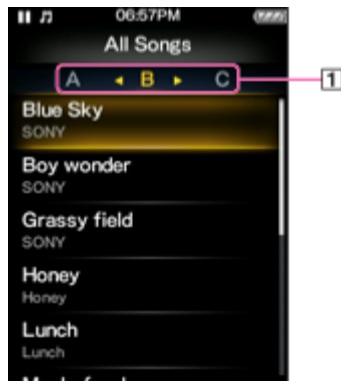 06:57PM
All Songs
A B C
1
Blue Sky
SONY
Boy wonder
SONY
Grassy field
SONY
Honey
Honey
Lunch
Lunch